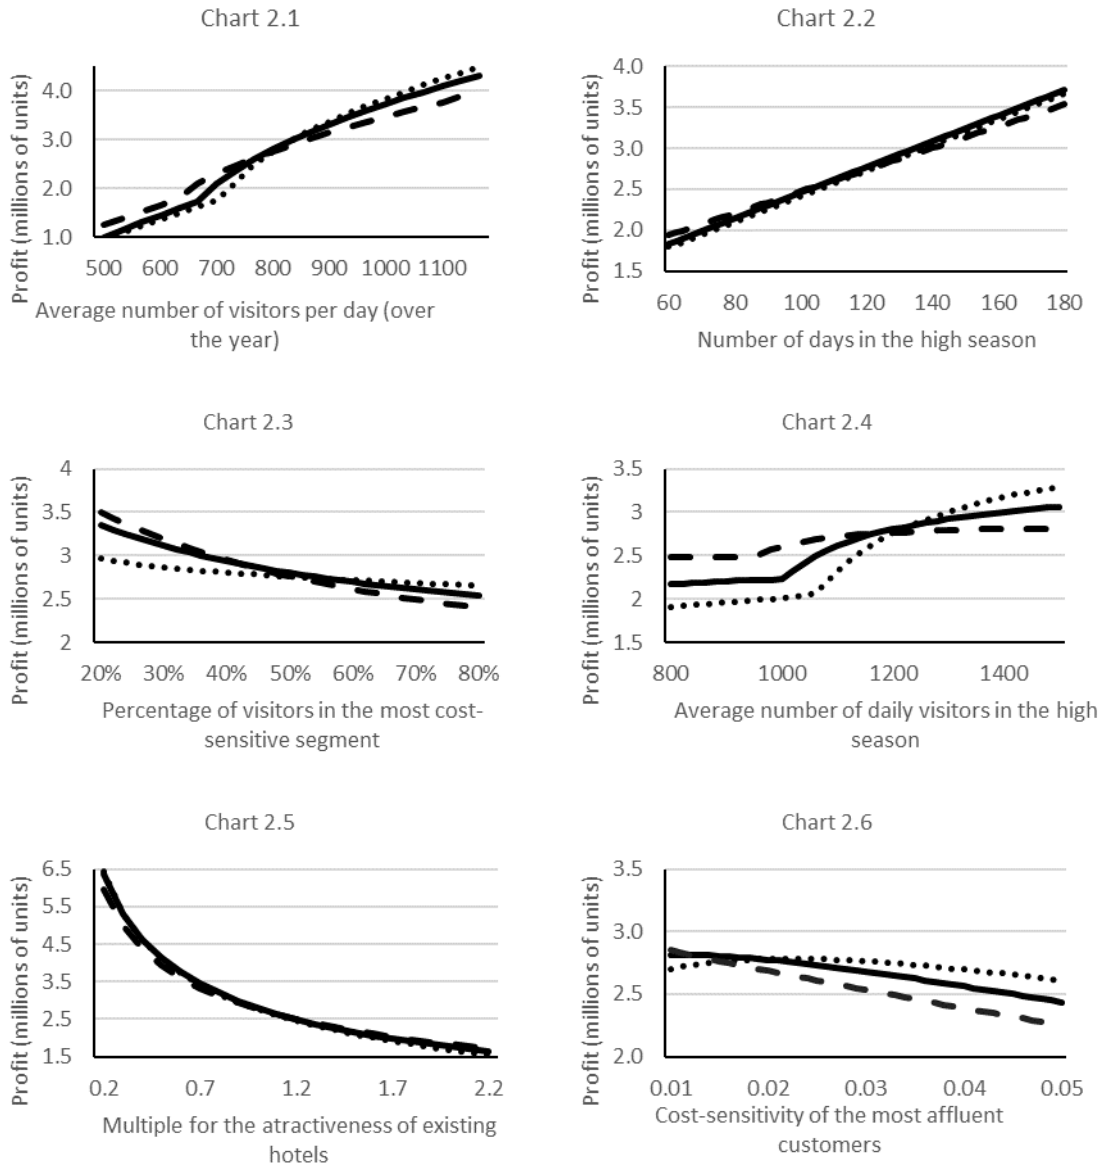 Chart 2.1
Profit (millions of units)
4.0
3.0
2.0
1.0
500 600 700 800 900 1000 1100
Average number of visitors per day (over
the year)
Chart 2.2
Profit (millions of units)
4.0
3.5
3.0
2.5
2.0
1.5
60 80 100 120 140 160 180
Number of days in the high season
Chart 2.3
Profit (millions of units)
4
3.5
3
2.5
2
20% 30% 40% 50% 60% 70% 80%
Percentage of visitors in the most cost-
sensitive segment
Chart 2.4
Profit (millions of units)
3.5
3
2.5
2
1.5
800 1000 1200 1400
Average number of daily visitors in the high
season
Chart 2.5
Profit (millions of units)
6.5
5.5
4.5
3.5
2.5
1.5
0.2 0.7 1.2 1.7 2.2
Multiple for the atractiveness of existing
hotels
Chart 2.6
Profit (millions of units)
3.5
3.0
2.5
2.0
0.01 0.02 0.03 0.04 0.05
Cost-sensitivity of the most affluent
customers